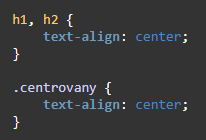 h1, h2 {
    text-align: center;
}

.centrovany {
    text-align: center;
}